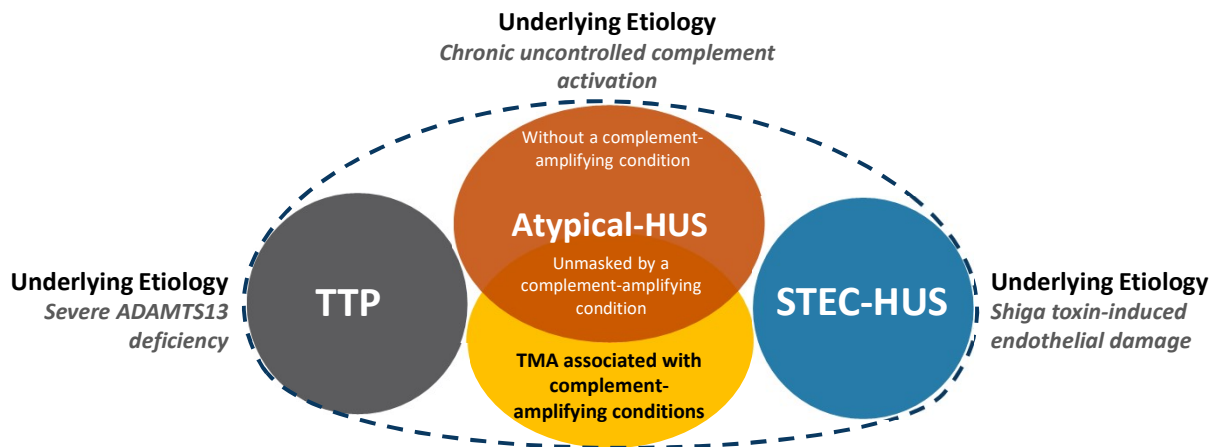 Underlying Etiology
Chronic uncontrolled complement
activation
Without a complement-
amplifying condition
Atypical-HUS
Unmasked by a
complement-amplifying
condition
Underlying Etiology
Severe ADAMTS13
deficiency
TTP
STEC-HUS
Underlying Etiology
Shiga toxin-induced
endothelial damage
TMA associated with
complement-
amplifying conditions